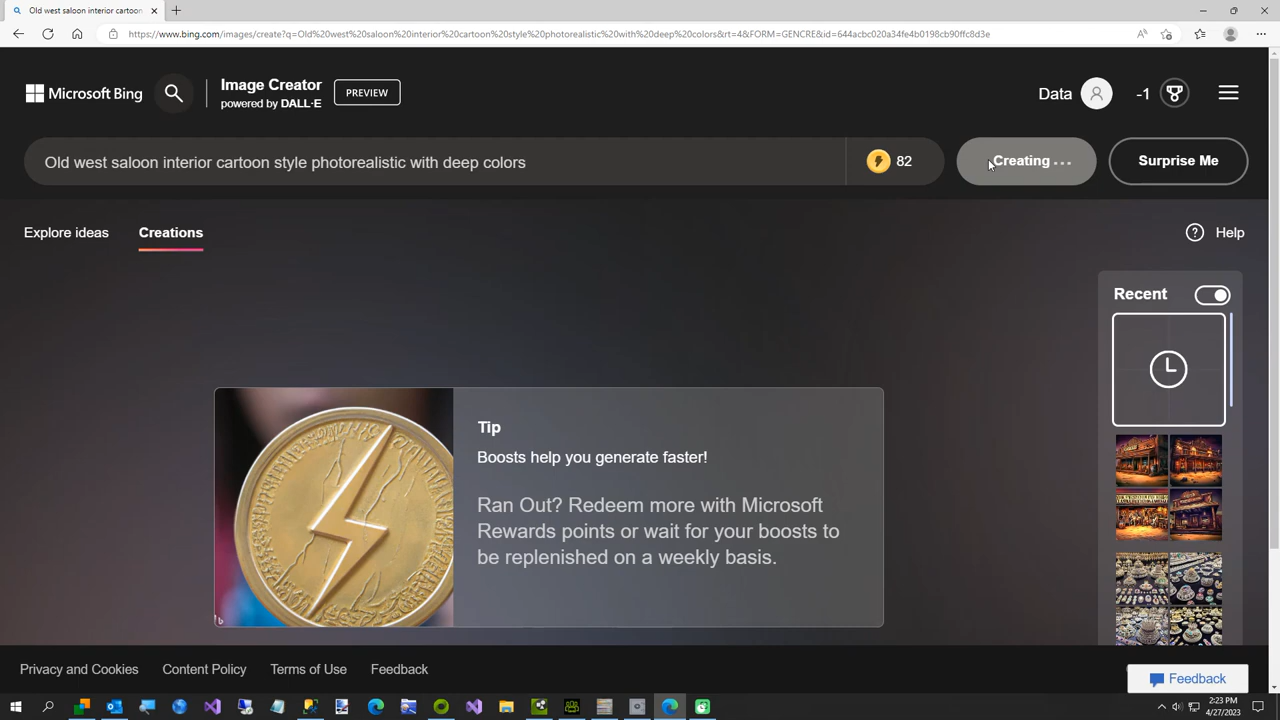 Old west saloon interior cartoon
https://www.bing.com/images/create?q=Old%20west%20saloon%20interior%20cartoon%20style%20photorealistic%20with%20deep%20colors&rt=4&FORM=GENCRE&id=644acbc020a34fe4b0198cb90ffc8d3e
Microsoft Bing
Image Creator
powered by DALL·E
PREVIEW
Data
-1
Old west saloon interior cartoon style photorealistic with deep colors
82
Creating ...
Surprise Me
Explore ideas
Creations
Help
Recent
Tip
Boosts help you generate faster!
Ran Out? Redeem more with Microsoft
Rewards points or wait for your boosts to
be replenished on a weekly basis.
Privacy and Cookies
Content Policy
Terms of Use
Feedback
Feedback
2:23 PM
4/27/2023